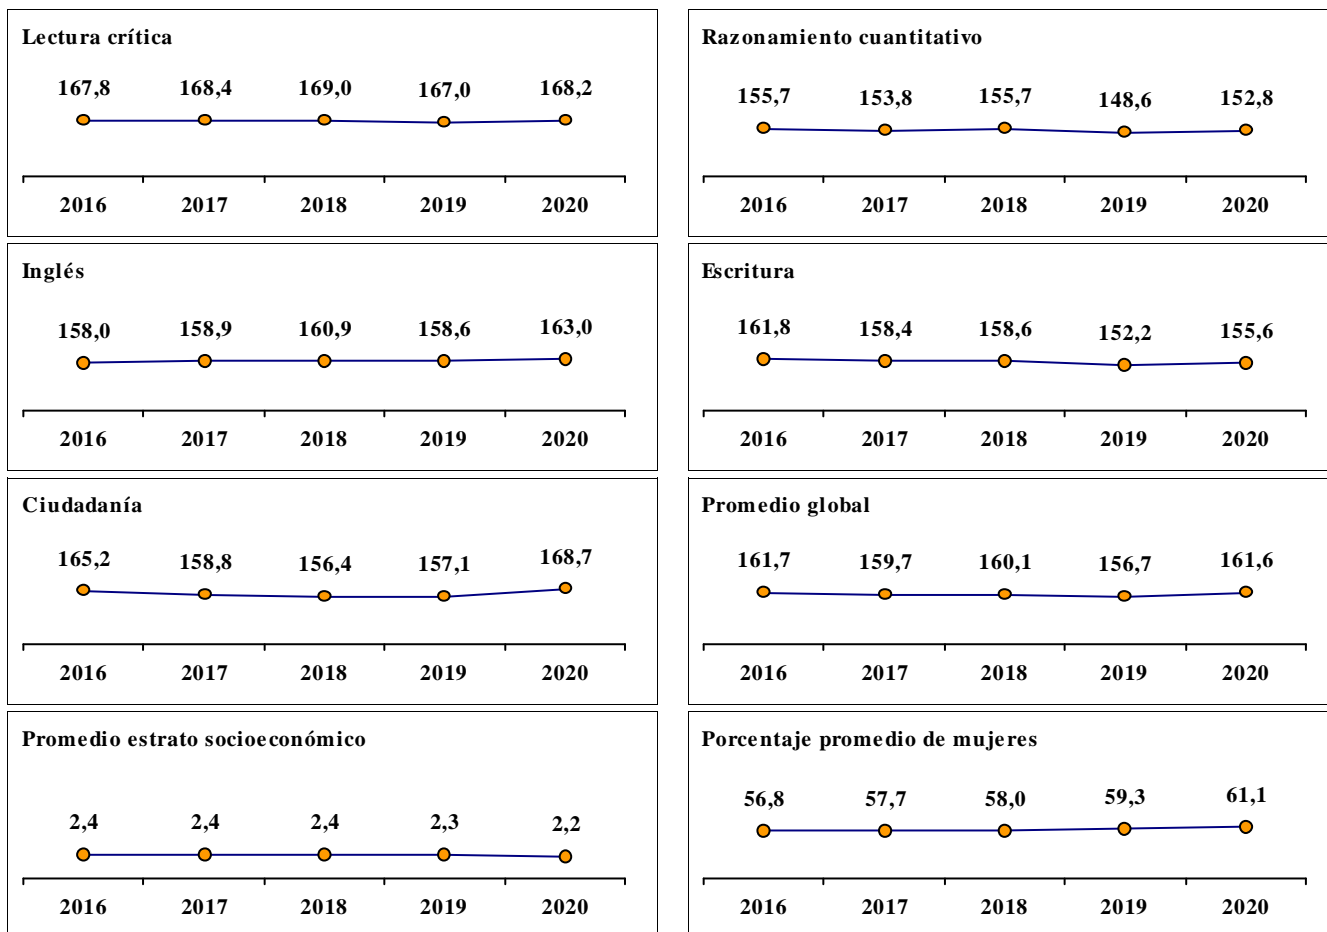 Lectura crítica
167,8 168,4 169,0 167,0 168,2
2016 2017 2018 2019 2020
Razonamiento cuantitativo
155,7 153,8 155,7 148,6 152,8
2016 2017 2018 2019 2020
Inglés
158,0 158,9 160,9 158,6 163,0
2016 2017 2018 2019 2020
Escritura
161,8 158,4 158,6 152,2 155,6
2016 2017 2018 2019 2020
Ciudadanía
165,2 158,8 156,4 157,1 168,7
2016 2017 2018 2019 2020
Promedio global
161,7 159,7 160,1 156,7 161,6
2016 2017 2018 2019 2020
Promedio estrato socioeconómico
2,4 2,4 2,4 2,3 2,2
2016 2017 2018 2019 2020
Porcentaje promedio de mujeres
56,8 57,7 58,0 59,3 61,1
2016 2017 2018 2019 2020